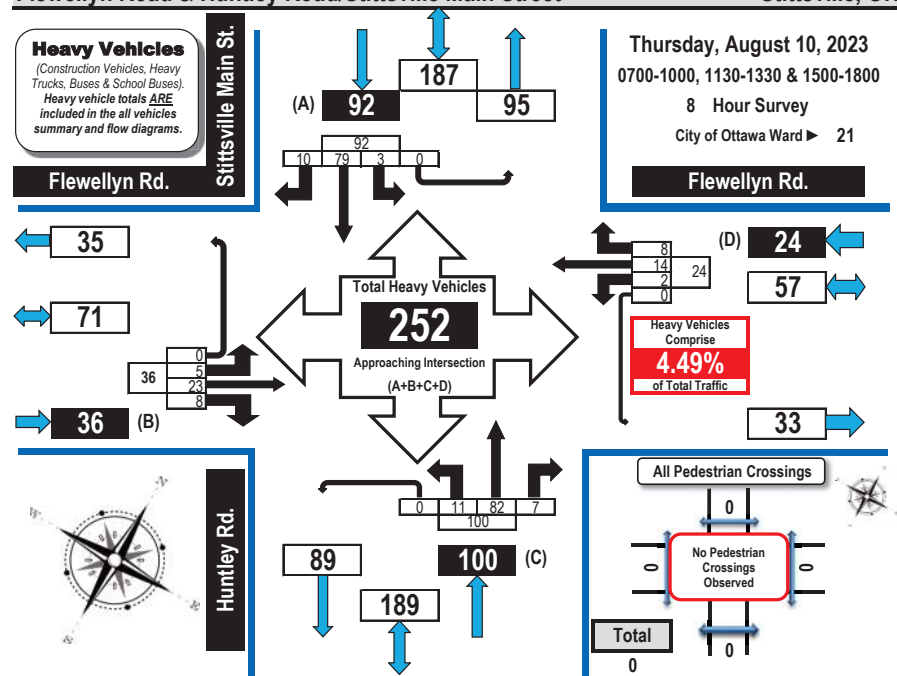 Heavy Vehicles
(Construction Vehicles, Heavy
Trucks, Buses & School Buses).
Heavy vehicle totals ARE
included in the all vehicles
summary and flow diagrams.
Stittsville Main St.
Flewellyn Rd.
187
(A) 92
95
92
10 79 3 0
Thursday, August 10, 2023
0700-1000, 1130-1330 & 1500-1800
8 Hour Survey
City of Ottawa Ward ► 21
Flewellyn Rd.
35
71
0
5
23
8
36
36 (B)
Total Heavy Vehicles
252
Approaching Intersection
(A+B+C+D)
8
14
2
0
24
(D) 24
57
Heavy Vehicles
Comprise
4.49%
of Total Traffic
33
N
W
E
S
Huntley Rd.
0 11 82 7
100
89
100 (C)
189
All Pedestrian Crossings
0
0
No Pedestrian
Crossings
Observed
0
0
Total
0